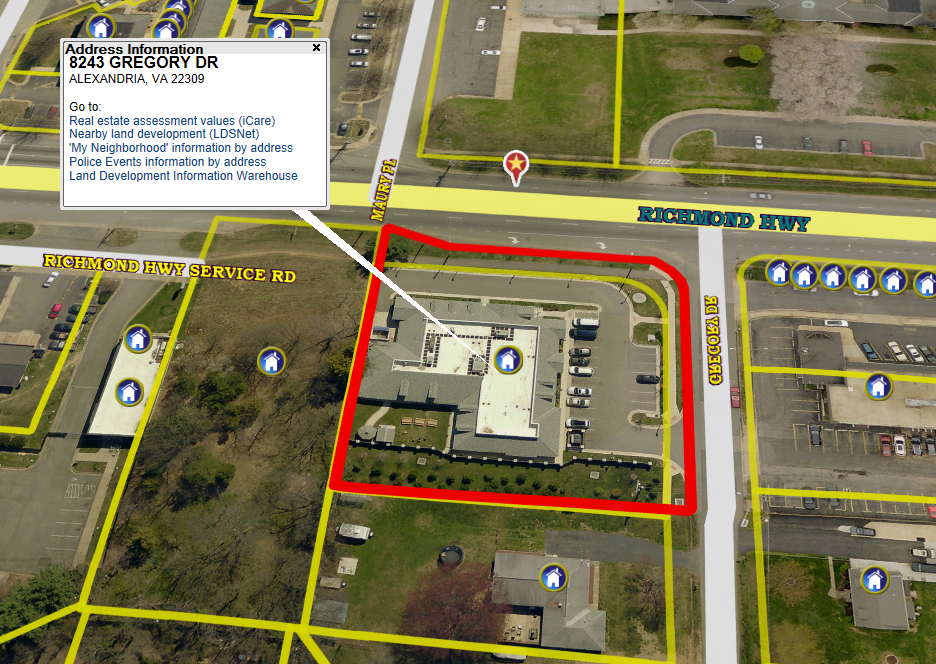 Address Information
8243 GREGORY DR
ALEXANDRIA, VA 22309
Go to:
Real estate assessment values (iCare)
Nearby land development (LDSNet)
'My Neighborhood' information by address
Police Events information by address
Land Development Information Warehouse
MAURY PL
RICHMOND HWY
RICHMOND HWY SERVICE RD
GREGORY DR